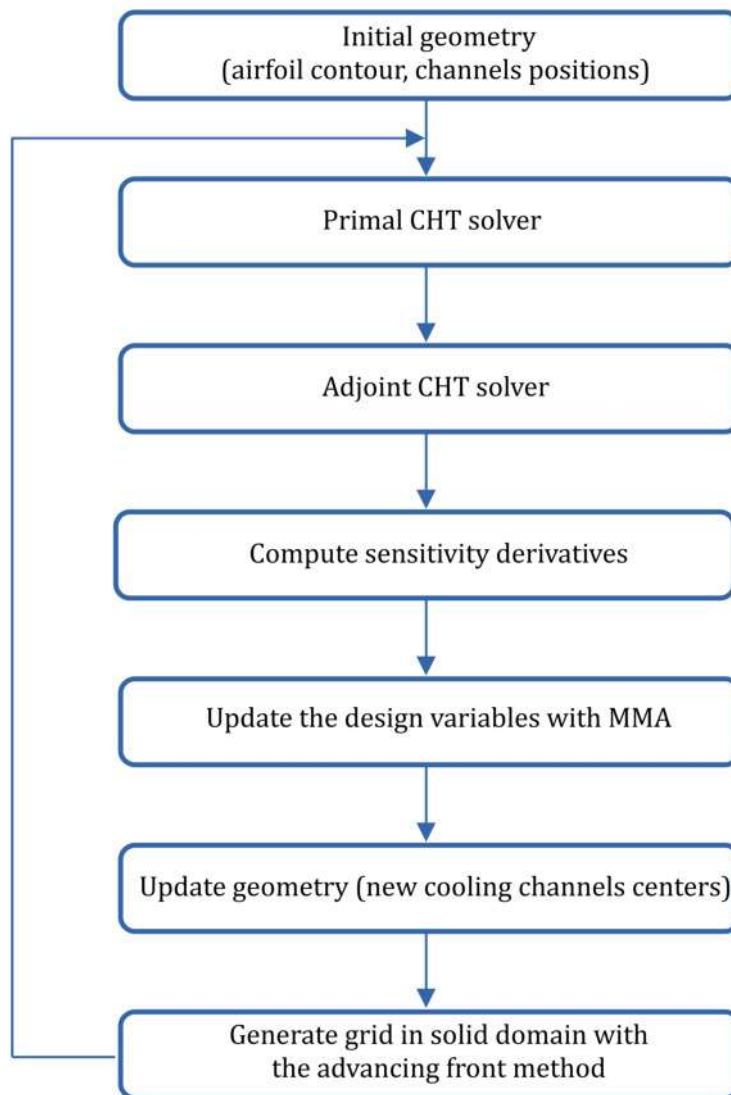 Initial geometry
(airfoil contour, channels positions)
Primal CHT solver
Adjoint CHT solver
Compute sensitivity derivatives
Update the design variables with MMA
Update geometry (new cooling channels centers)
Generate grid in solid domain with
the advancing front method